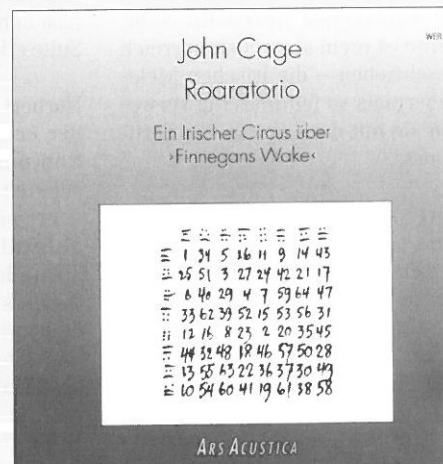 WER
John Cage
Roaratorio
Ein Irischer Circus über
›Finnegans Wake‹
1 34 5 26 11 9 14 43
25 51 3 27 24 42 21 17
6 40 29 4 7 59 64 47
33 62 39 52 15 53 56 31
12 16 8 23 2 20 35 45
44 32 48 18 46 57 50 28
13 55 63 22 36 37 30 49
10 54 60 41 19 61 38 58
ARS ACUSTICA